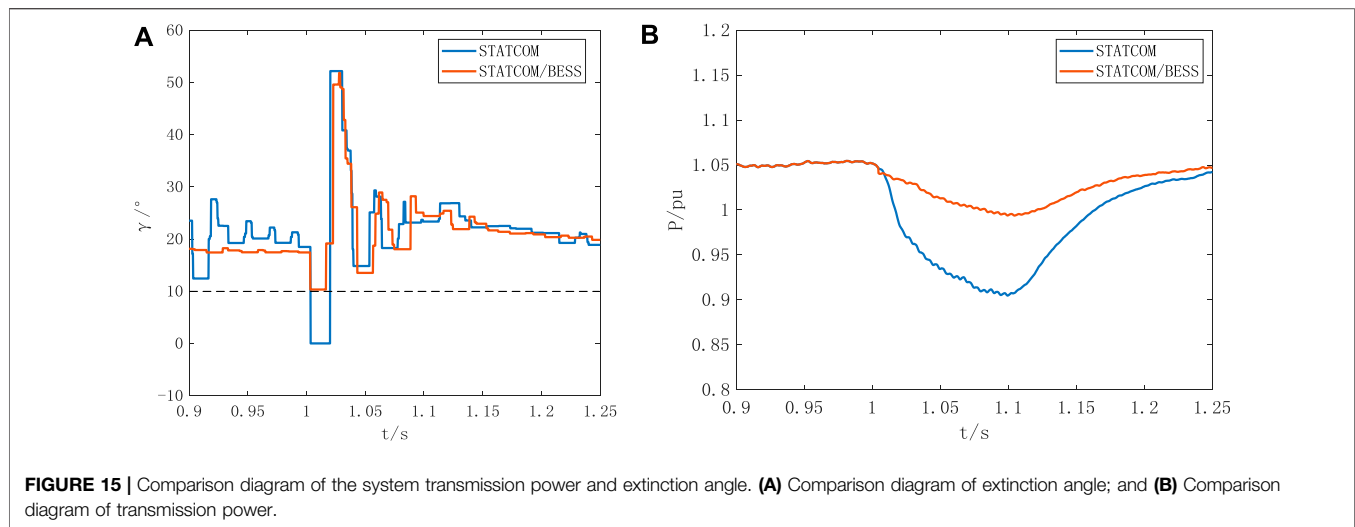 A
γ /°
60
50
40
30
20
10
0
-10
STATCOM
STATCOM/BESS
0.9 0.95 1 1.05 1.1 1.15 1.2 1.25
t/s
B
P/pu
1.2
1.15
1.1
1.05
1
0.95
0.9
0.85
0.8
STATCOM
STATCOM/BESS
0.9 0.95 1 1.05 1.1 1.15 1.2 1.25
t/s
FIGURE 15 | Comparison diagram of the system transmission power and extinction angle. (A) Comparison diagram of extinction angle; and (B) Comparison
diagram of transmission power.